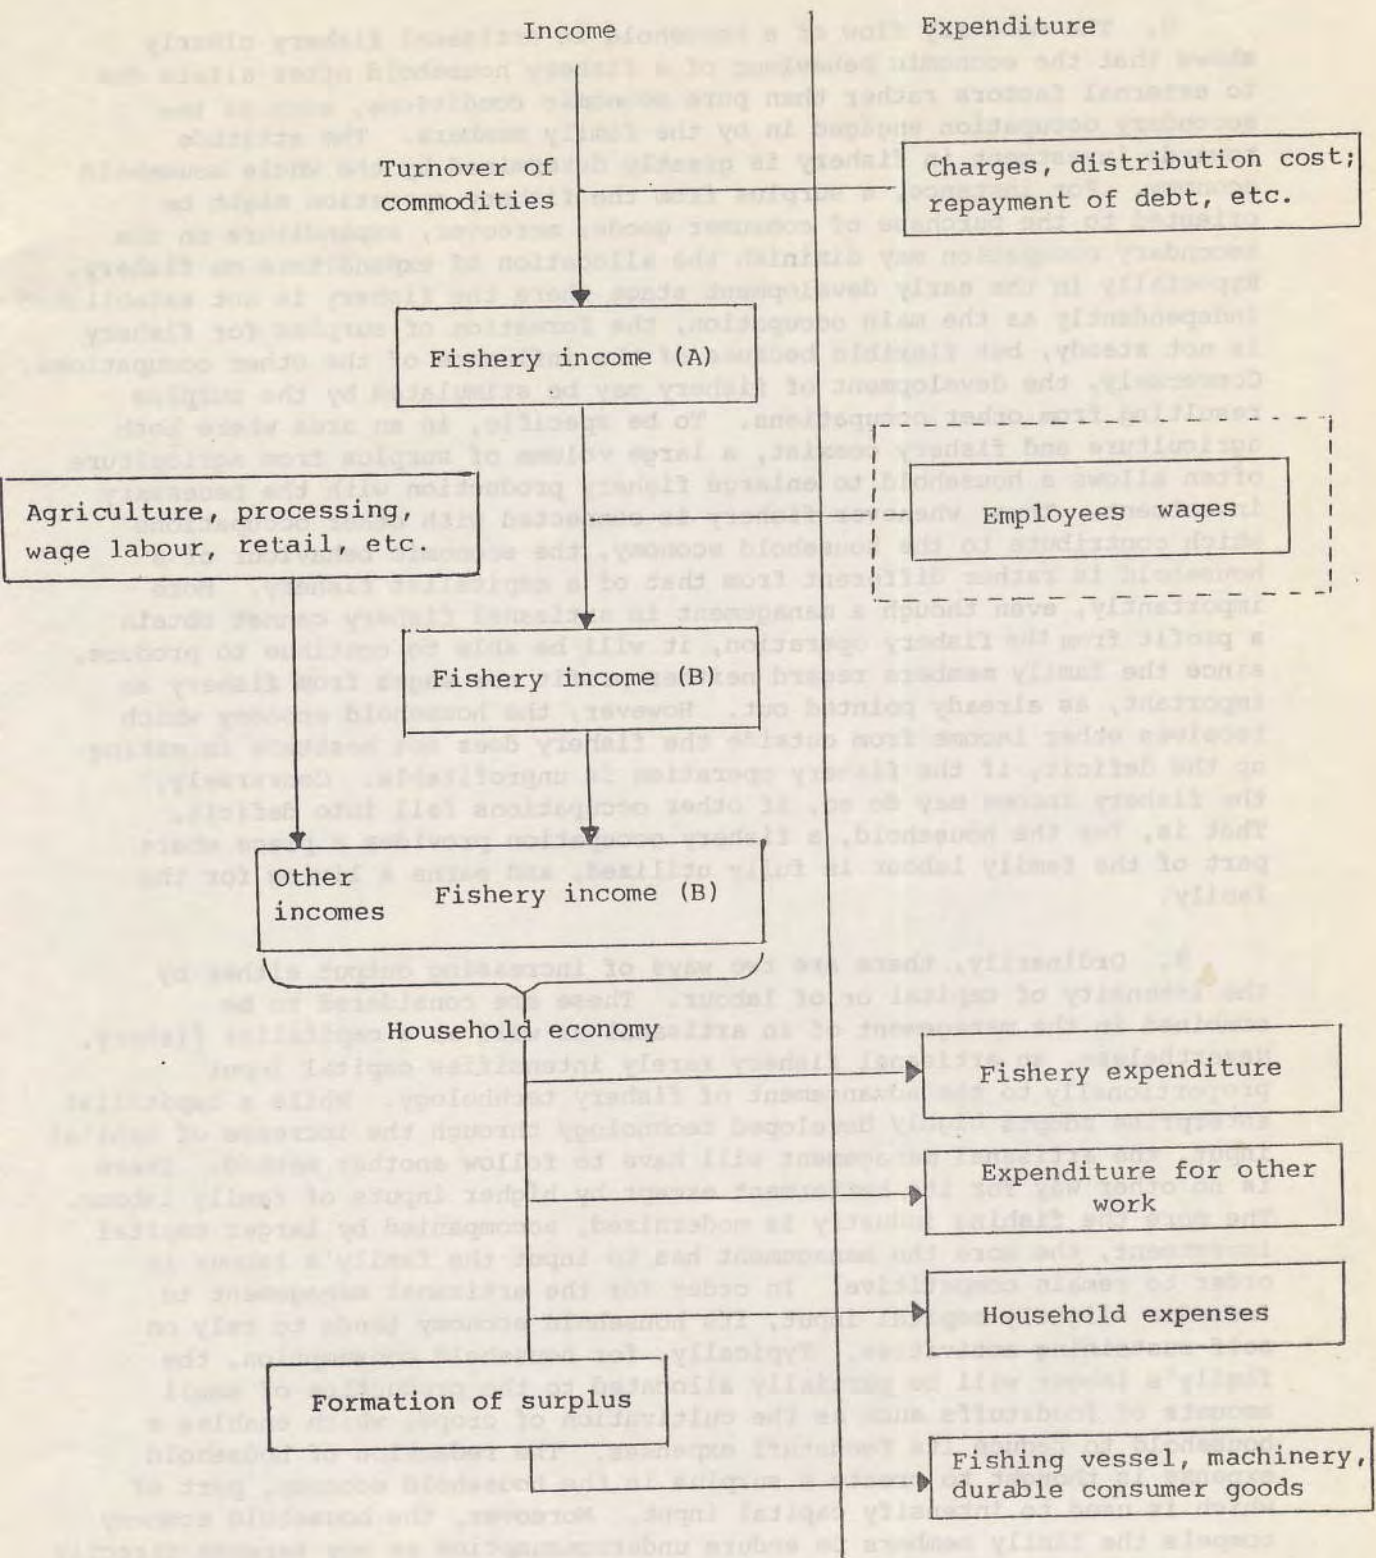 Income
Expenditure
Turnover of
commodities
Charges, distribution cost;
repayment of debt, etc.
Fishery income (A)
Agriculture, processing,
wage labour, retail, etc.
Employees wages
Fishery income (B)
Other
incomes
Fishery income (B)
Household economy
Fishery expenditure
Expenditure for other
work
Household expenses
Formation of surplus
Fishing vessel, machinery,
durable consumer goods